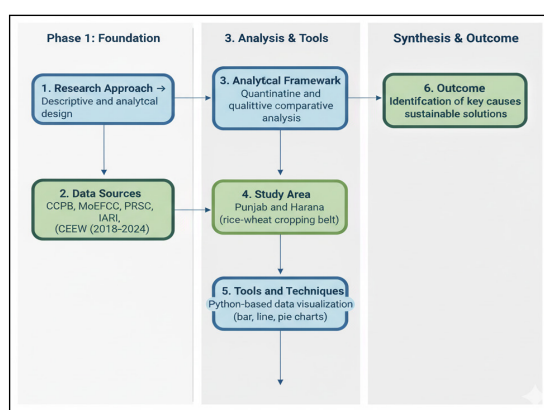 Phase 1: Foundation
3. Analysis & Tools
Synthesis & Outcome
1. Research Approach →
Descriptive and analytcal
design
3. Analytcal Framewark
Quantinatine and
qualittive comparative
analysis
6. Outcome
Identifcation of key causes
sustainable solutions
2. Data Sources
CCPB, MoEFCC, PRSC,
IARI,
(CEEW (2018–2024)
4. Study Area
Punjab and Harana
(rice-wheat cropping belt)
5. Tools and Techniques
Python-based data visualization
(bar, line, pie charts)